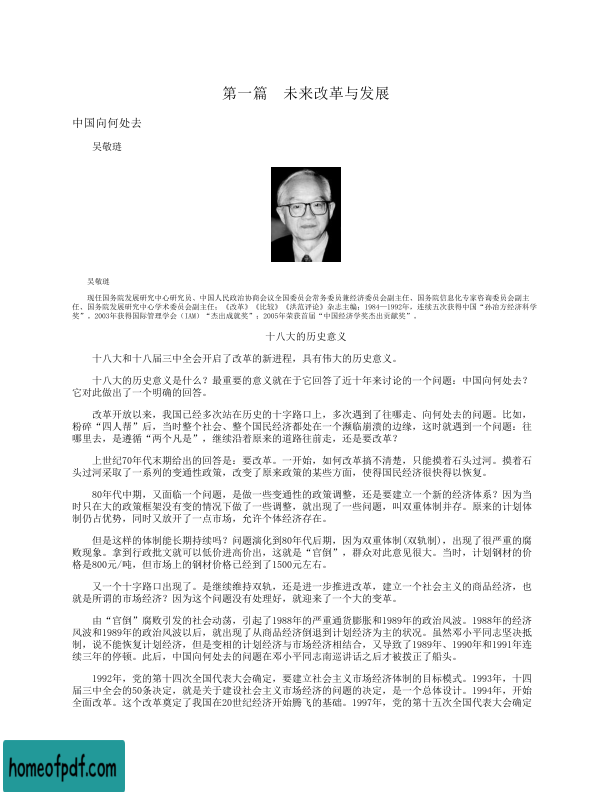 第一篇　未来改革与发展
中国向何处去
吴敬琏
吴敬琏
现任国务院发展研究中心研究员、中国人民政治协商会议全国委员会常务委员兼经济委员会副主任、国务院信息化专家咨询委员会副主
任、国务院发展研究中心学术委员会副主任；《改革》《比较》《洪范评论》杂志主编；1984—1992年，连续五次获得中国“孙冶方经济科学
奖”。2003年获得国际管理学会（IAM）“杰出成就奖”；2005年荣获首届“中国经济学奖杰出贡献奖”。
十八大的历史意义
十八大和十八届三中全会开启了改革的新进程，具有伟大的历史意义。
十八大的历史意义是什么？最重要的意义就在于它回答了近十年来讨论的一个问题：中国向何处去？
它对此做出了一个明确的回答。
改革开放以来，我国已经多次站在历史的十字路口上，多次遇到了往哪走、向何处去的问题。比如，
粉碎“四人帮”后，当时整个社会、整个国民经济都处在一个濒临崩溃的边缘，这时就遇到一个问题：往
哪里去，是遵循“两个凡是”，继续沿着原来的道路往前走，还是要改革？
上世纪70年代末期给出的回答是：要改革。一开始，如何改革搞不清楚，只能摸着石头过河。摸着石
头过河采取了一系列的变通性政策，改变了原来政策的某些方面，使得国民经济很快得以恢复。
80年代中期，又面临一个问题，是做一些变通性的政策调整，还是要建立一个新的经济体系？因为当
时只在大的政策框架没有变的情况下做了一些调整，就出现了一些问题，叫双重体制并存。原来的计划体
制仍占优势，同时又放开了一点市场，允许个体经济存在。
但是这样的体制能长期持续吗？问题演化到80年代后期，因为双重体制(双轨制)，出现了很严重的腐
败现象。拿到行政批文就可以低价进高价出，这就是“官倒”，群众对此意见很大。当时，计划钢材的价
格是800元/吨，但市场上的钢材价格已经到了1500元左右。
又一个十字路口出现了。是继续维持双轨，还是进一步推进改革，建立一个社会主义的商品经济，也
就是所谓的市场经济？因为这个问题没有处理好，就迎来了一个大的变革。
由“官倒”腐败引发的社会动荡，引起了1988年的严重通货膨胀和1989年的政治风波。1988年的经济
风波和1989年的政治风波以后，就出现了从商品经济倒退到计划经济为主的状况。虽然邓小平同志坚决抵
制，说不能恢复计划经济，但是变相的计划经济与市场经济相结合，又导致了1989年、1990年和1991年连
续三年的停顿。此后，中国向何处去的问题在邓小平同志南巡讲话之后才被拨正了船头。
1992年，党的第十四次全国代表大会确定，要建立社会主义市场经济体制的目标模式。1993年，十四
届三中全会的50条决定，就是关于建设社会主义市场经济的问题的决定，是一个总体设计。1994年，开始
全面改革。这个改革奠定了我国在20世纪经济开始腾飞的基础。1997年，党的第十五次全国代表大会确定
homeofpdf.com